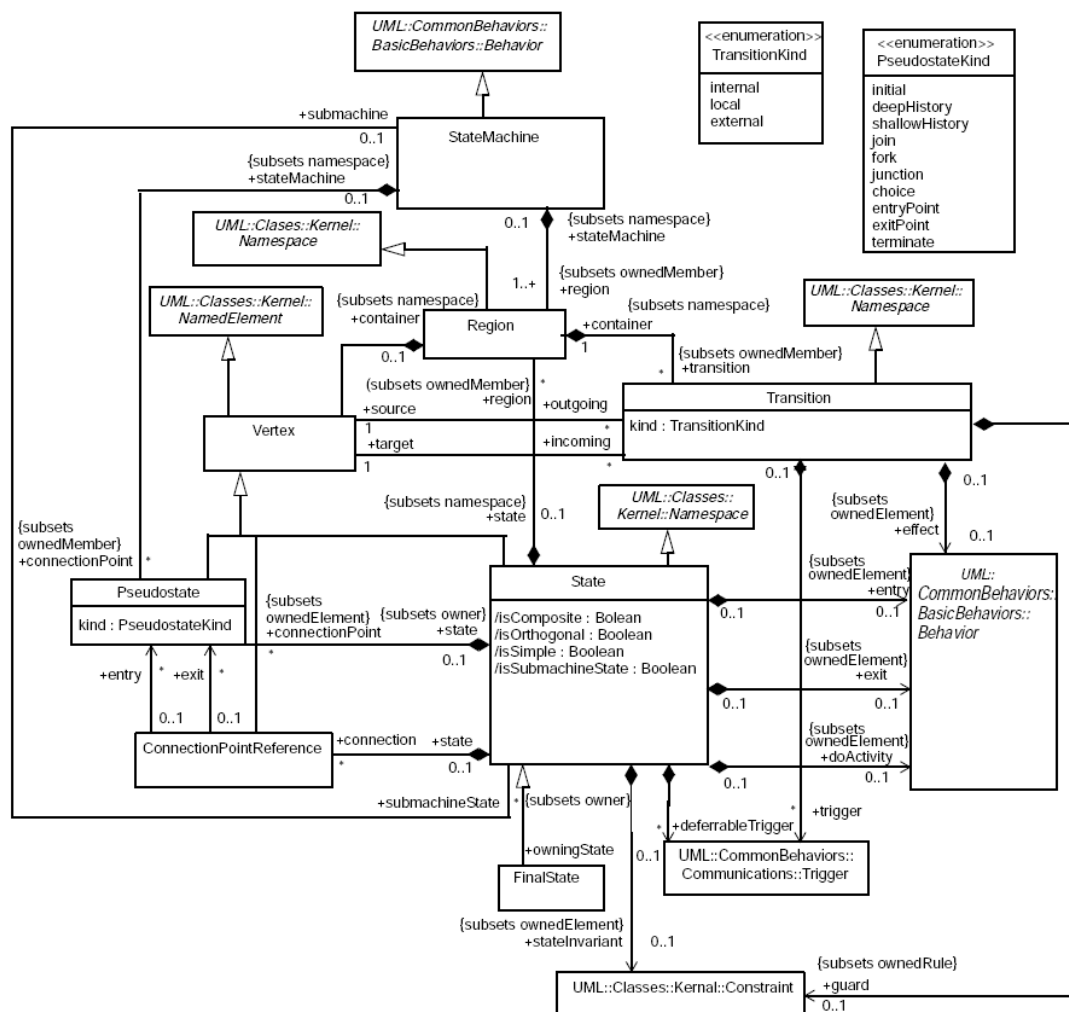 UML::CommonBehaviors::
BasicBehaviors::Behavior
<<enumeration>>
TransitionKind
internal
local
external
<<enumeration>>
PseudostateKind
initial
deepHistory
shallowHistory
join
fork
junction
choice
entryPoint
exitPoint
terminate
+submachine
0..1
StateMachine
{subsets namespace}
+stateMachine
0..1
0..1
{subsets namespace}
+stateMachine
UML::Clases::Kernel::
Namespace
1..+
{subsets ownedMember}
+region
UML::Classes::Kernel::
NamedElement
{subsets namespace}
+container
0..1
Region
{subsets namespace}
+container
1
UML::Classes::Kernel::
Namespace
{subsets ownedMember}
+transition
*
(subsets ownedMember}
+region
*
Transition
kind : TransitionKind
Vertex
+source
1
+outgoing
*
+target
1
+incoming
*
0..1
0..1
0..1
{subsets namespace}
+state
0..1
UML::Classes::
Kernel::Namespace
{subsets
ownedElement}
+effect
0..1
{subsets
ownedMember}
+connectionPoint
*
Pseudostate
kind : PseudostateKind
{subsets
ownedElement}
+connectionPoint
*
{subsets owner}
+state
0..1
State
/isComposite : Bolean
/isOrthogonal : Boolean
/isSimple : Boolean
/isSubmachineState : Boolean
0..1
{subsets
ownedElement}
+entry
0..1
UML::
CommonBehaviors::
BasicBehaviors::
Behavior
+entry
*
+exit
*
0..1
0..1
0..1
{subsets
ownedElement}
+exit
0..1
ConnectionPointReference
+connection
*
+state
0..1
0..1
{subsets
ownedElement}
+doActivity
0..1
+submachineState
*
{subsets owner}
+owningState
FinalState
0..1
0..1
*
+deferrableTrigger
*
+trigger
UML::CommonBehaviors::
Communications::Trigger
{subsets ownedElement}
+stateInvariant
0..1
UML::Classes::Kernal::Constraint
{subsets ownedRule}
+guard
0..1